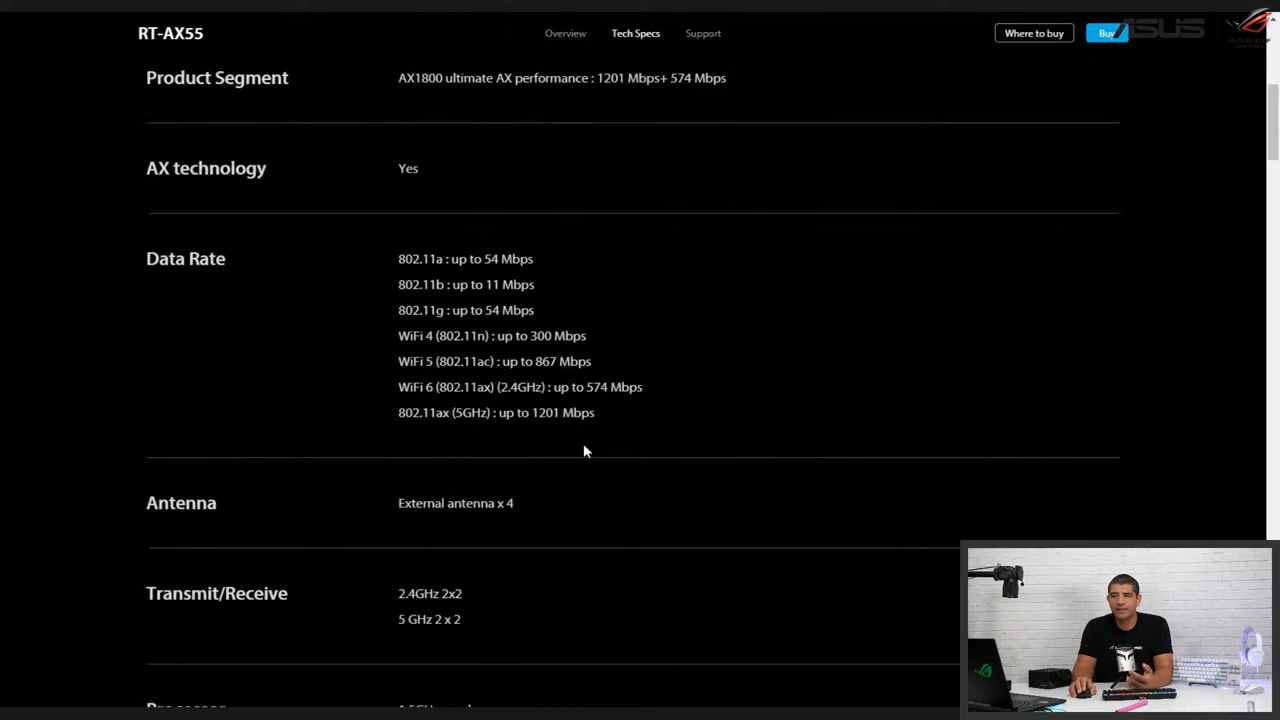 RT-AX55
Overview
Tech Specs
Support
Where to buy
Buy
ASUS
Product Segment
AX1800 ultimate AX performance : 1201 Mbps+ 574 Mbps
AX technology
Yes
Data Rate
802.11a : up to 54 Mbps
802.11b : up to 11 Mbps
802.11g : up to 54 Mbps
WiFi 4 (802.11n) : up to 300 Mbps
WiFi 5 (802.11ac) : up to 867 Mbps
WiFi 6 (802.11ax) (2.4GHz) : up to 574 Mbps
802.11ax (5GHz) : up to 1201 Mbps
Antenna
External antenna x 4
Transmit/Receive
2.4GHz 2x2
5 GHz 2 x 2